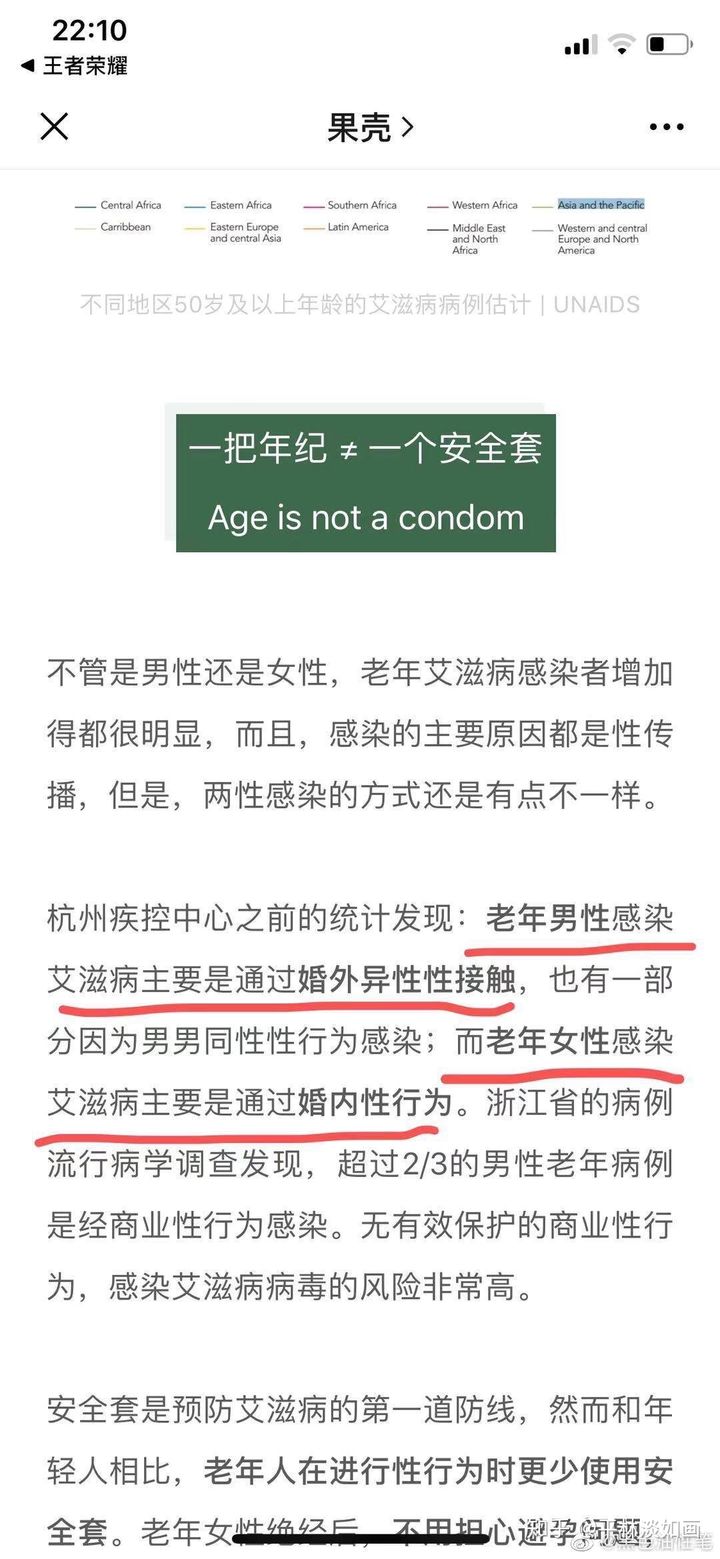 22:10
◀ 王者荣耀
果壳 >
Central Africa Eastern Africa Southern Africa Western Africa Asia and the Pacific
Carribbean Eastern Europe and central Asia Latin America Middle East and North Africa Western and central Europe and North America
不同地区50岁及以上年龄的艾滋病病例估计 | UNAIDS
一把年纪 ≠ 一个安全套
Age is not a condom
不管是男性还是女性，老年艾滋病感染者增加
得都很明显，而且，感染的主要原因都是性传
播，但是，两性感染的方式还是有点不一样。
杭州疾控中心之前的统计发现：老年男性感染
艾滋病主要是通过婚外异性性接触，也有一部
分因为男男同性性行为感染；而老年女性感染
艾滋病主要是通过婚内性行为。浙江省的病例
流行病学调查发现，超过2/3的男性老年病例
是经商业性行为感染。无有效保护的商业性行
为，感染艾滋病病毒的风险非常高。
安全套是预防艾滋病的第一道防线，然而和年
轻人相比，老年人在进行性行为时更少使用安
全套。老年女性绝经后，不用担心避孕
知乎